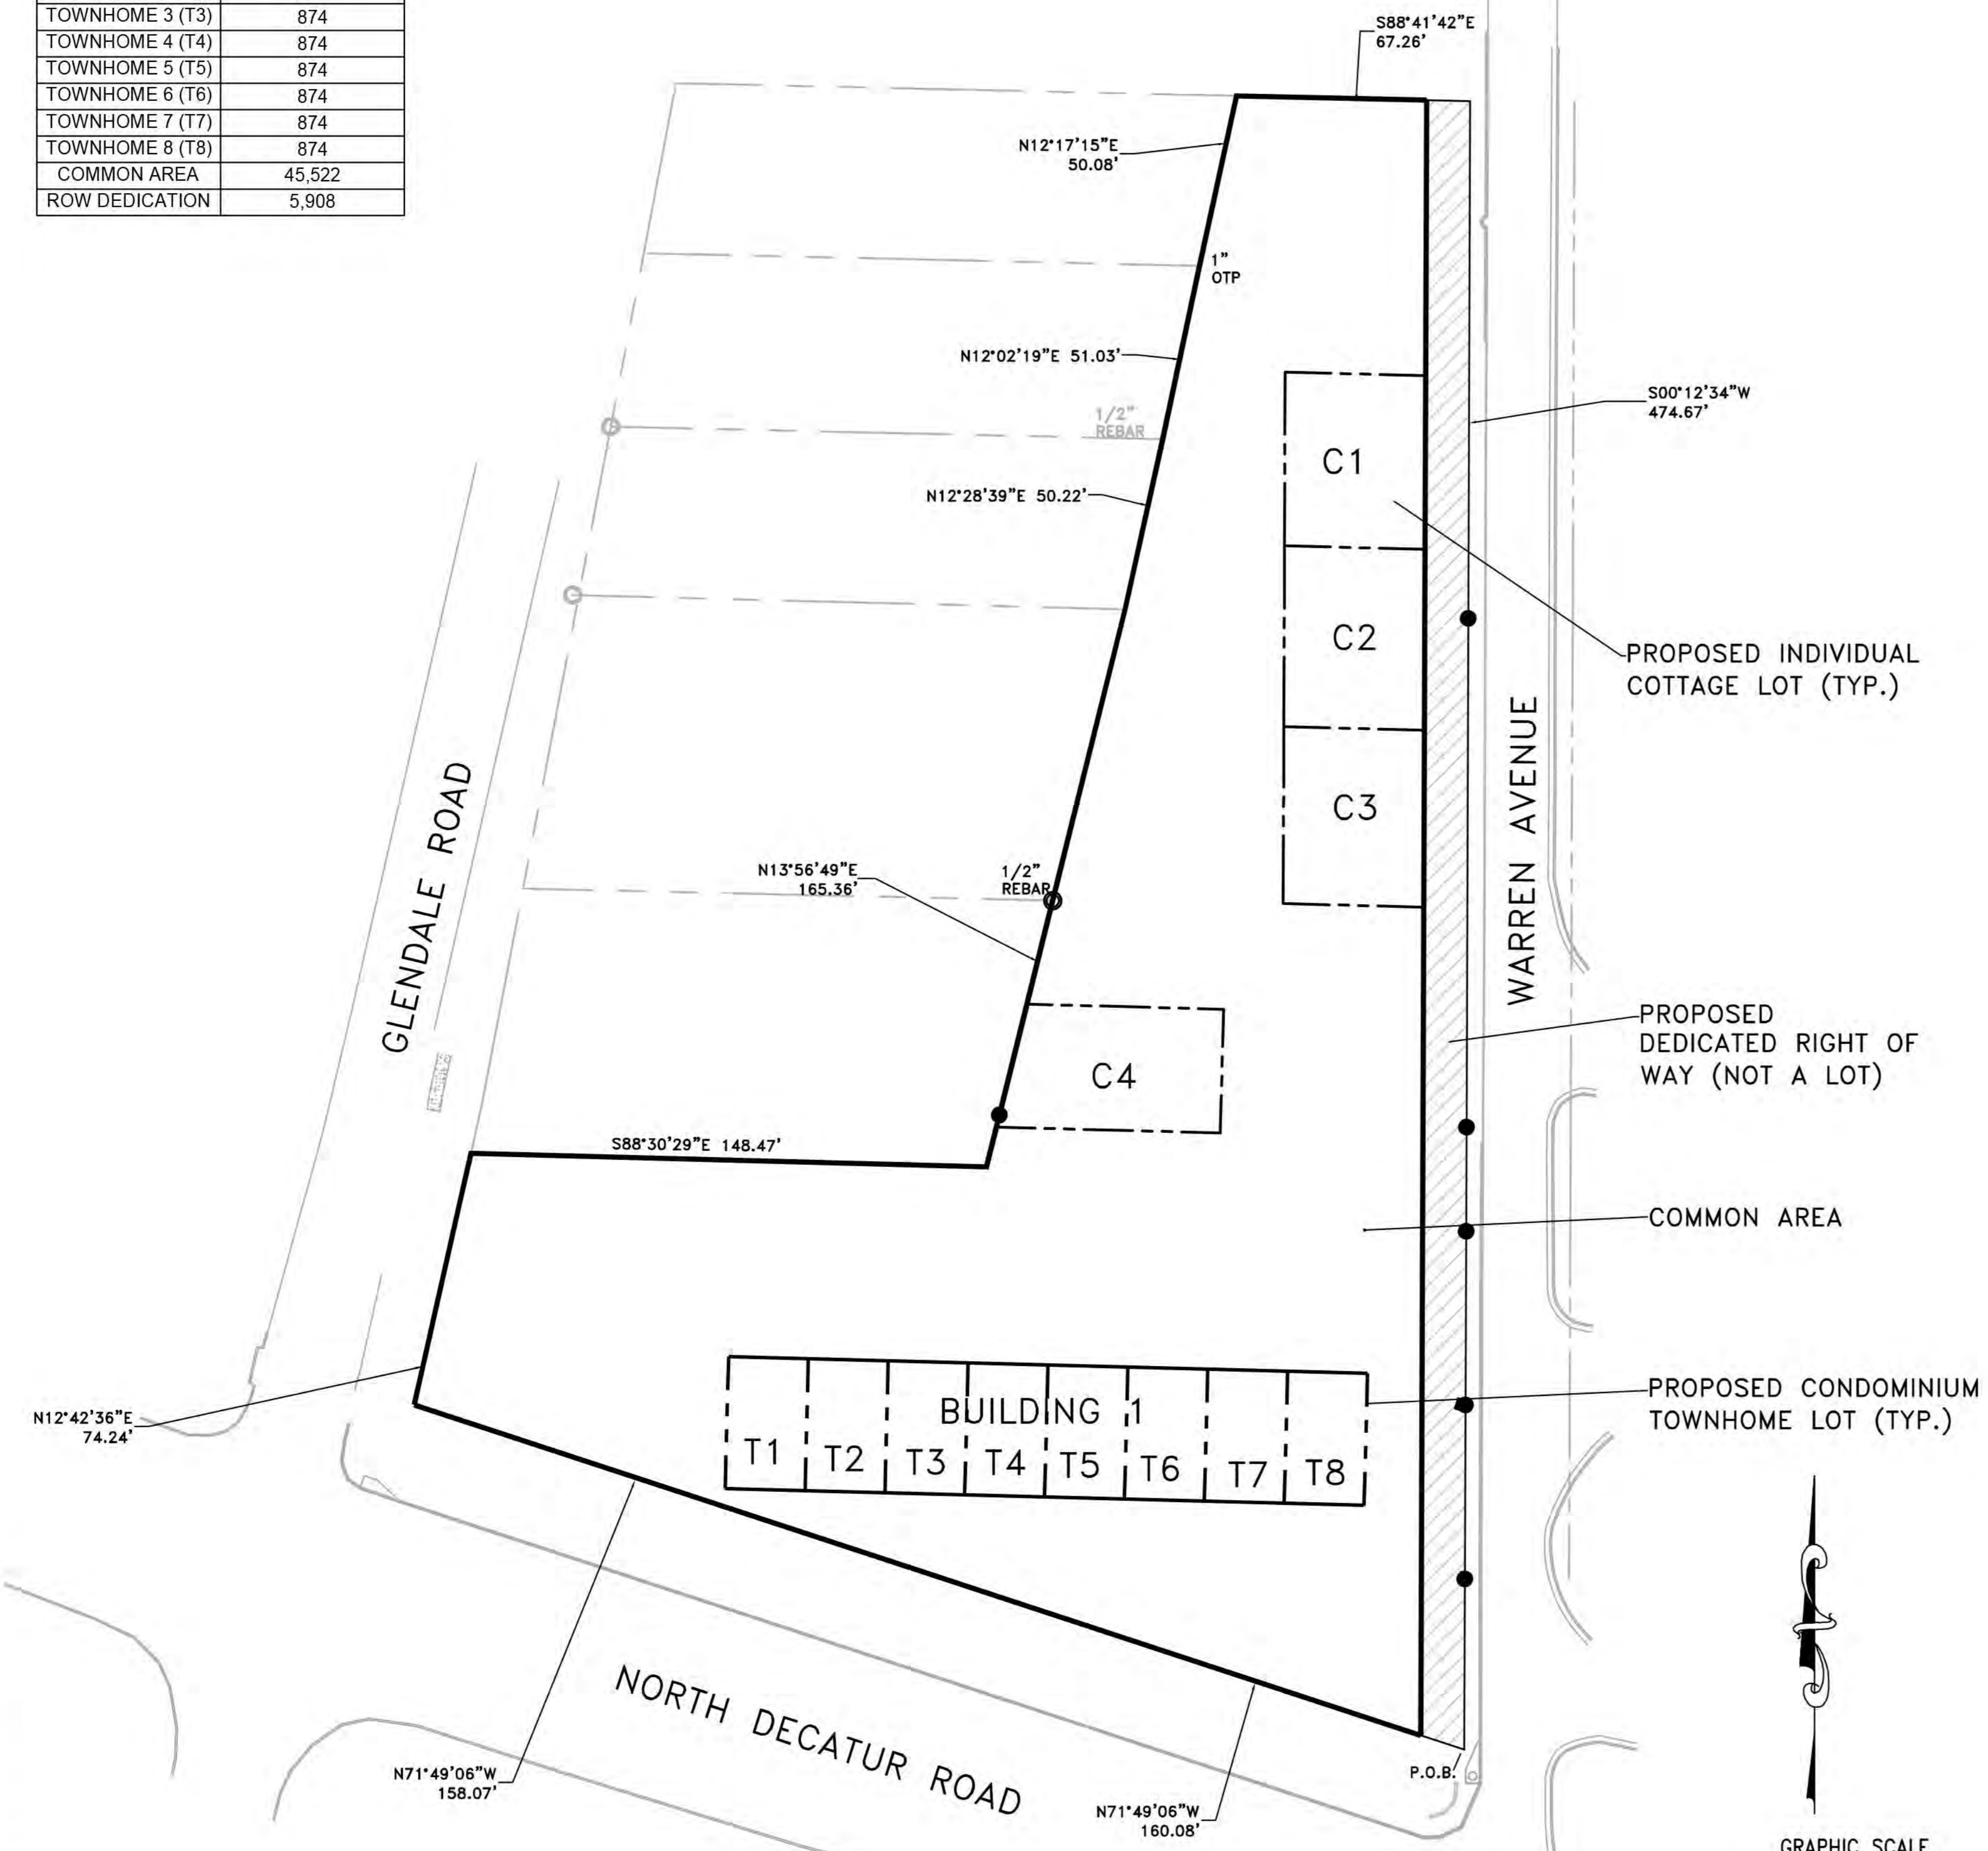 TOWNHOME 3 (T3) 874
TOWNHOME 4 (T4) 874
TOWNHOME 5 (T5) 874
TOWNHOME 6 (T6) 874
TOWNHOME 7 (T7) 874
TOWNHOME 8 (T8) 874
COMMON AREA 45,522
ROW DEDICATION 5,908
S88°41'42"E
67.26'
N12°17'15"E
50.08'
1"
OTP
N12°02'19"E 51.03'
S00°12'34"W
474.67'
1/2"
REBAR
C1
N12°28'39"E 50.22'
C2
PROPOSED INDIVIDUAL
COTTAGE LOT (TYP.)
C3
WARREN AVENUE
GLENDALE ROAD
N13°56'49"E
165.36'
1/2"
REBAR
PROPOSED
DEDICATED RIGHT OF
WAY (NOT A LOT)
C4
S88°30'29"E 148.47'
COMMON AREA
PROPOSED CONDOMINIUM
TOWNHOME LOT (TYP.)
N12°42'36"E
74.24'
BUILDING 1
T1 T2 T3 T4 T5 T6 T7 T8
NORTH DECATUR ROAD
N71°49'06"W
158.07'
N71°49'06"W
160.08'
P.O.B.
GRAPHIC SCALE